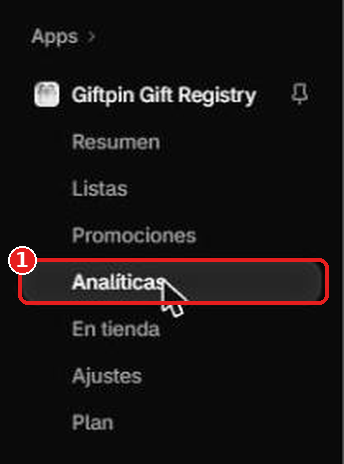 Apps >
Giftpin Gift Registry
Resumen
Listas
Promociones
1
Analíticas
En tienda
Ajustes
Plan